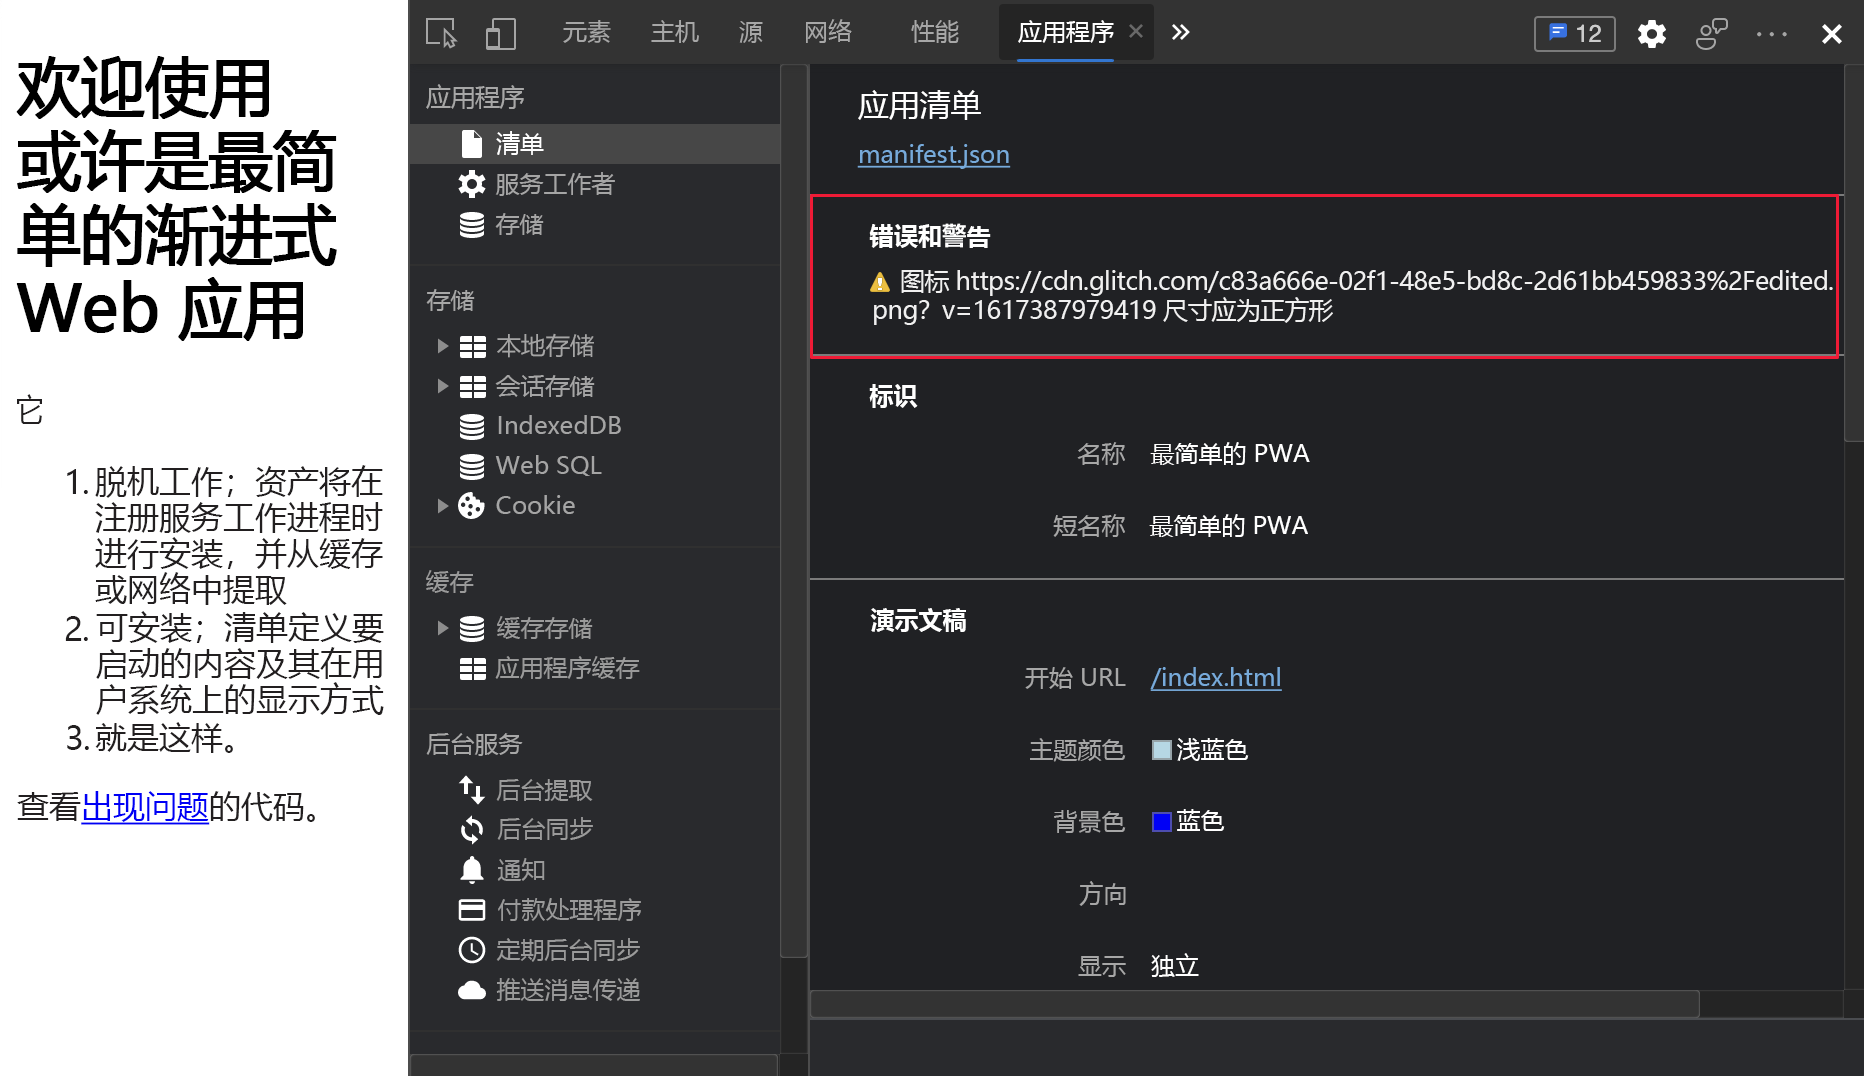 欢迎使用
或许是最简
单的渐进式
Web 应用
它
1. 脱机工作；资产将在
注册服务工作进程时
进行安装，并从缓存
或网络中提取
2. 可安装；清单定义要
启动的内容及其在用
户系统上的显示方式
3. 就是这样。
查看出现问题的代码。
元素 主机 源 网络 性能 应用程序 12
应用程序
清单
服务工作者
存储
存储
本地存储
会话存储
IndexedDB
Web SQL
Cookie
缓存
缓存存储
应用程序缓存
后台服务
后台提取
后台同步
通知
付款处理程序
定期后台同步
推送消息传递
应用清单
manifest.json
错误和警告
图标 https://cdn.glitch.com/c83a666e-02f1-48e5-bd8c-2d61bb459833%2Fedited.
png? v=1617387979419 尺寸应为正方形
标识
名称 最简单的 PWA
短名称 最简单的 PWA
演示文稿
开始 URL /index.html
主题颜色 浅蓝色
背景色 蓝色
方向
显示 独立